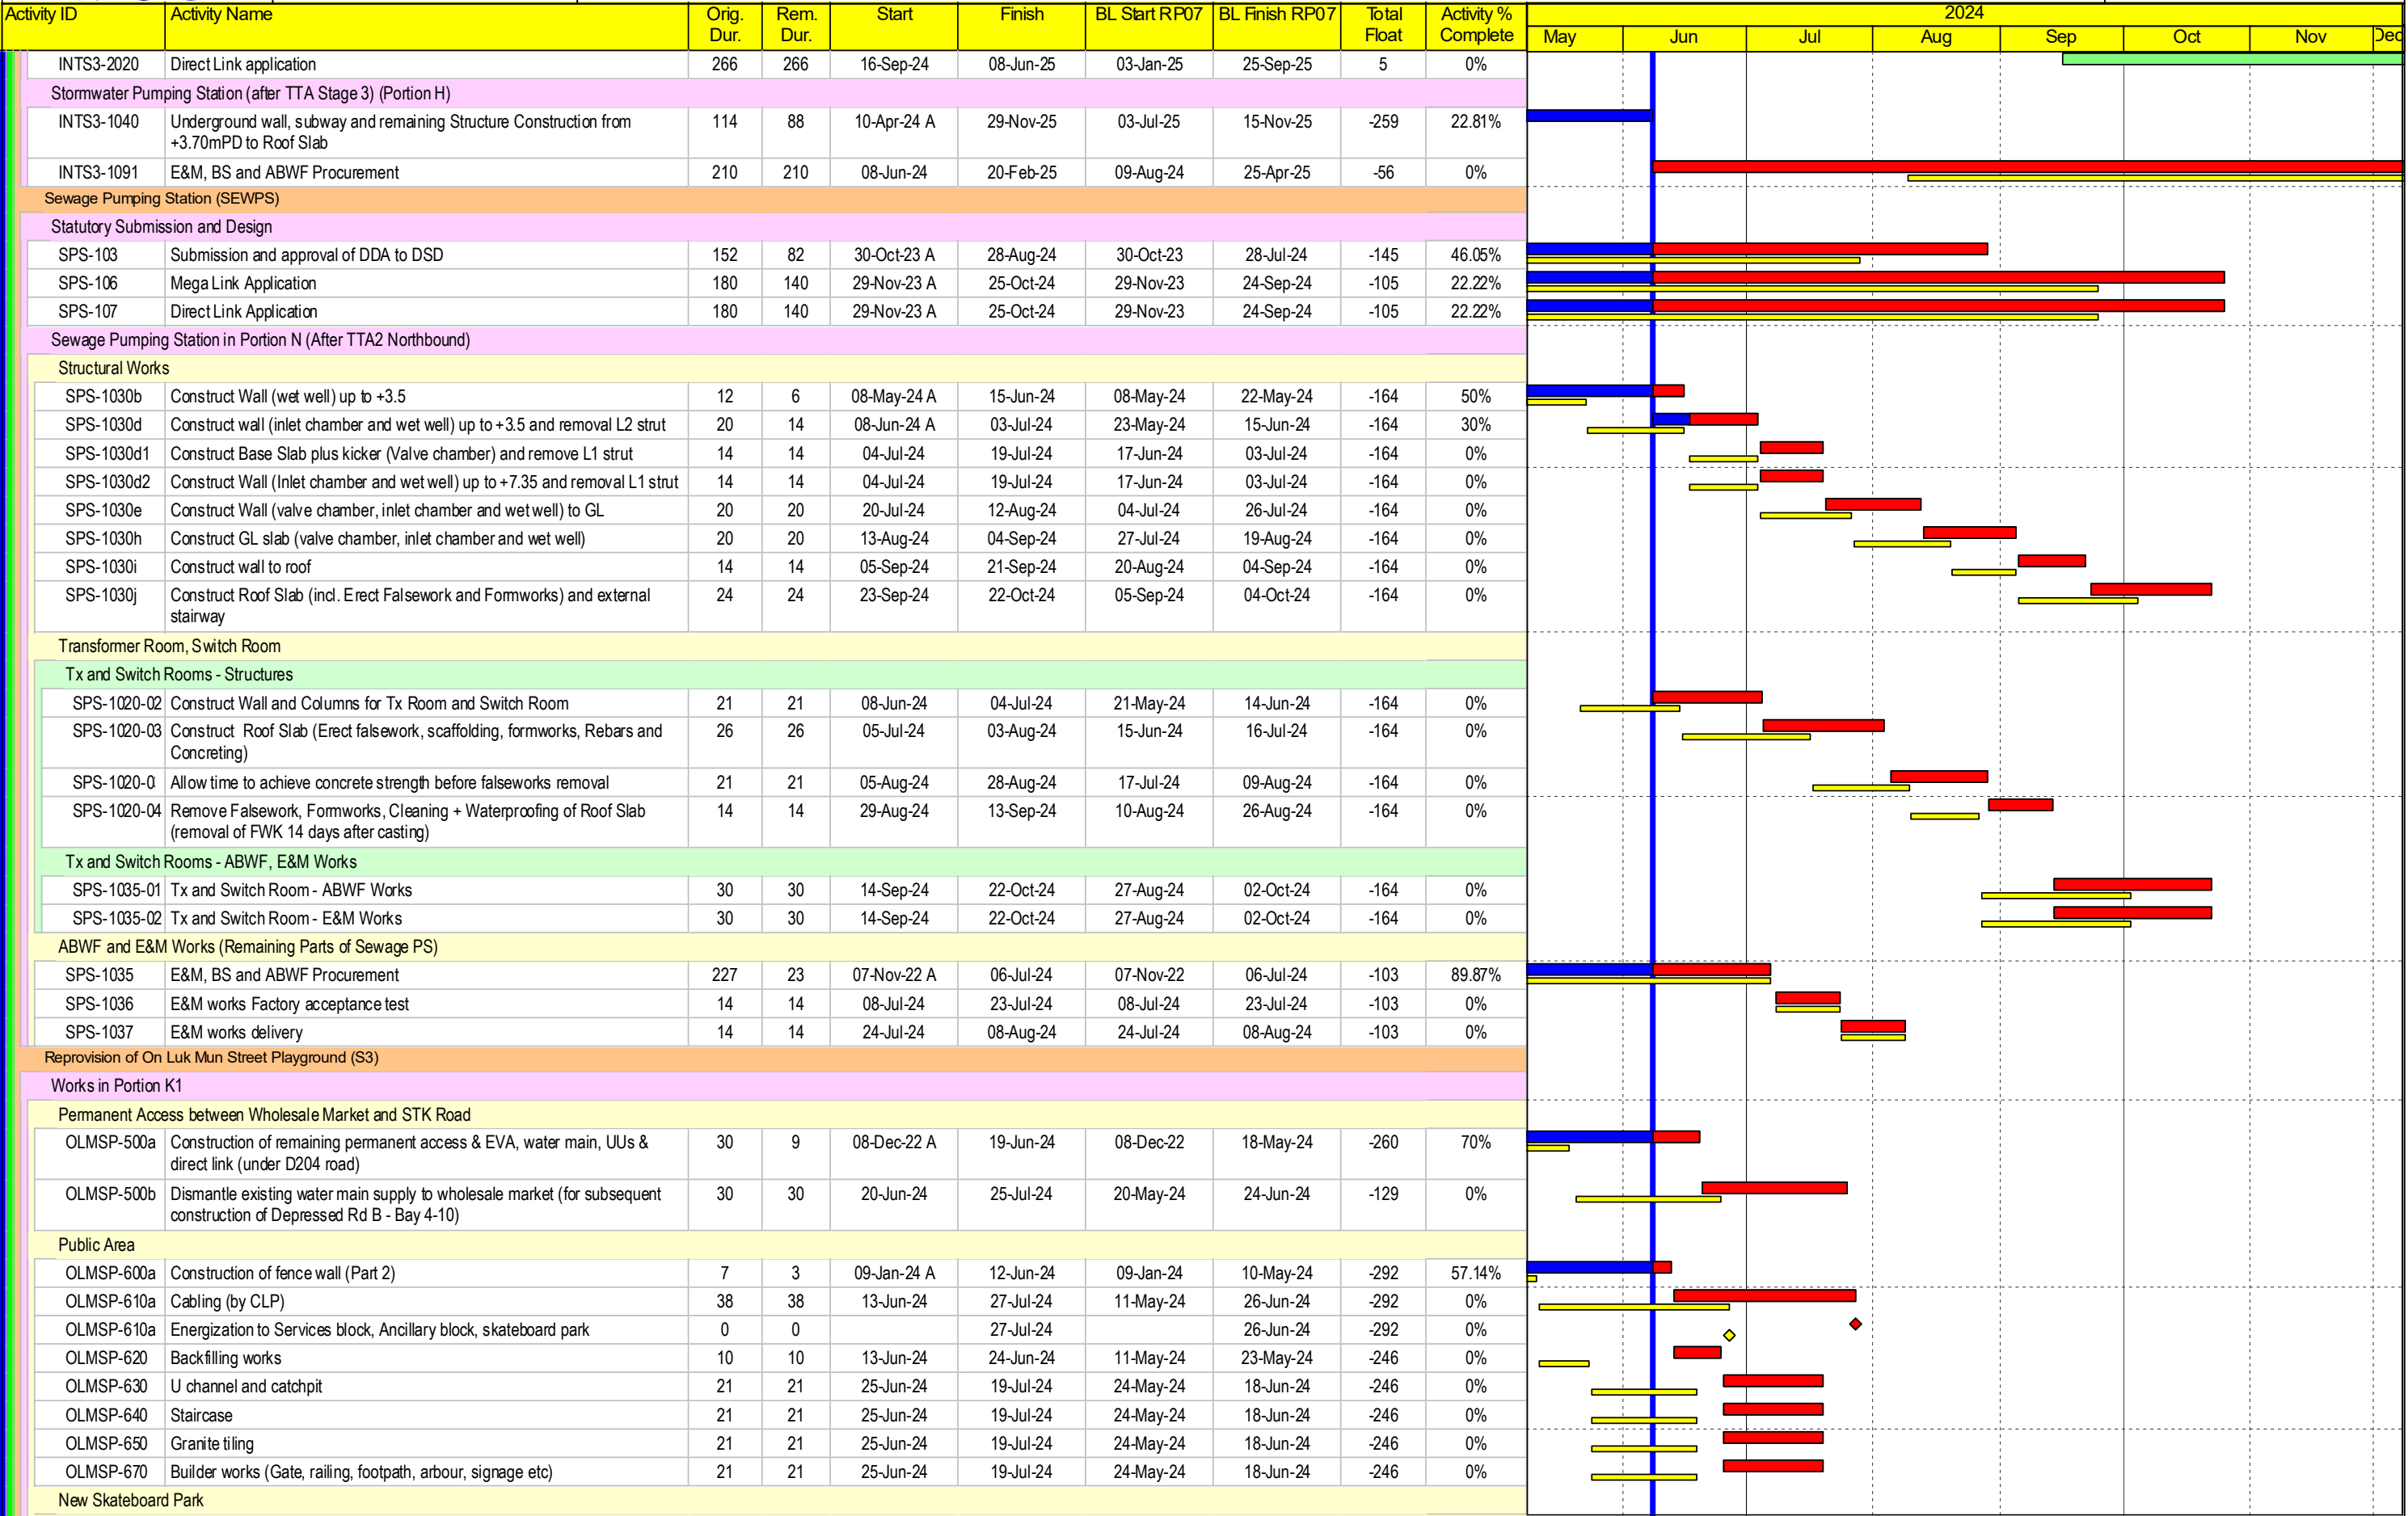 Activity ID Activity Name Orig. Dur. Rem. Dur. Start Finish BL Start RP07 BL Finish RP07 Total Float Activity % Complete 2024
May Jun Jul Aug Sep Oct Nov Dec
INTS3-2020 Direct Link application 266 266 16-Sep-24 08-Jun-25 03-Jan-25 25-Sep-25 5 0%
Stormwater Pumping Station (after TTA Stage 3) (Portion H)
INTS3-1040 Underground wall, subway and remaining Structure Construction from 114 88 10-Apr-24 A 29-Nov-25 03-Jul-25 15-Nov-25 -259 22.81%
+3.70mPD to Roof Slab
INTS3-1091 E&M, BS and ABWF Procurement 210 210 08-Jun-24 20-Feb-25 09-Aug-24 25-Apr-25 -56 0%
Sewage Pumping Station (SEWPS)
Statutory Submission and Design
SPS-103 Submission and approval of DDA to DSD 152 82 30-Oct-23 A 28-Aug-24 30-Oct-23 28-Jul-24 -145 46.05%
SPS-106 Mega Link Application 180 140 29-Nov-23 A 25-Oct-24 29-Nov-23 24-Sep-24 -105 22.22%
SPS-107 Direct Link Application 180 140 29-Nov-23 A 25-Oct-24 29-Nov-23 24-Sep-24 -105 22.22%
Sewage Pumping Station in Portion N (After TTA2 Northbound)
Structural Works
SPS-1030b Construct Wall (wet well) up to +3.5 12 6 08-May-24 A 15-Jun-24 08-May-24 22-May-24 -164 50%
SPS-1030d Construct wall (inlet chamber and wet well) up to +3.5 and removal L2 strut 20 14 08-Jun-24 A 03-Jul-24 23-May-24 15-Jun-24 -164 30%
SPS-1030d1 Construct Base Slab plus kicker (Valve chamber) and remove L1 strut 14 14 04-Jul-24 19-Jul-24 17-Jun-24 03-Jul-24 -164 0%
SPS-1030d2 Construct Wall (Inlet chamber and wet well) up to +7.35 and removal L1 strut 14 14 04-Jul-24 19-Jul-24 17-Jun-24 03-Jul-24 -164 0%
SPS-1030e Construct Wall (valve chamber, inlet chamber and wet well) to GL 20 20 20-Jul-24 12-Aug-24 04-Jul-24 26-Jul-24 -164 0%
SPS-1030h Construct GL slab (valve chamber, inlet chamber and wet well) 20 20 13-Aug-24 04-Sep-24 27-Jul-24 19-Aug-24 -164 0%
SPS-1030i Construct wall to roof 14 14 05-Sep-24 21-Sep-24 20-Aug-24 04-Sep-24 -164 0%
SPS-1030j Construct Roof Slab (incl. Erect Falsework and Formworks) and external 24 24 23-Sep-24 22-Oct-24 05-Sep-24 04-Oct-24 -164 0%
stairway
Transformer Room, Switch Room
Tx and Switch Rooms - Structures
SPS-1020-02 Construct Wall and Columns for Tx Room and Switch Room 21 21 08-Jun-24 04-Jul-24 21-May-24 14-Jun-24 -164 0%
SPS-1020-03 Construct Roof Slab (Erect falsework, scaffolding, formworks, Rebars and 26 26 05-Jul-24 03-Aug-24 15-Jun-24 16-Jul-24 -164 0%
Concreting)
SPS-1020-0 Allow time to achieve concrete strength before falseworks removal 21 21 05-Aug-24 28-Aug-24 17-Jul-24 09-Aug-24 -164 0%
SPS-1020-04 Remove Falsework, Formworks, Cleaning + Waterproofing of Roof Slab 14 14 29-Aug-24 13-Sep-24 10-Aug-24 26-Aug-24 -164 0%
(removal of FWK 14 days after casting)
Tx and Switch Rooms - ABWF, E&M Works
SPS-1035-01 Tx and Switch Room - ABWF Works 30 30 14-Sep-24 22-Oct-24 27-Aug-24 02-Oct-24 -164 0%
SPS-1035-02 Tx and Switch Room - E&M Works 30 30 14-Sep-24 22-Oct-24 27-Aug-24 02-Oct-24 -164 0%
ABWF and E&M Works (Remaining Parts of Sewage PS)
SPS-1035 E&M, BS and ABWF Procurement 227 23 07-Nov-22 A 06-Jul-24 07-Nov-22 06-Jul-24 -103 89.87%
SPS-1036 E&M works Factory acceptance test 14 14 08-Jul-24 23-Jul-24 08-Jul-24 23-Jul-24 -103 0%
SPS-1037 E&M works delivery 14 14 24-Jul-24 08-Aug-24 24-Jul-24 08-Aug-24 -103 0%
Reprovision of On Luk Mun Street Playground (S3)
Works in Portion K1
Permanent Access between Wholesale Market and STK Road
OLMSP-500a Construction of remaining permanent access & EVA, water main, UUs & 30 9 08-Dec-22 A 19-Jun-24 08-Dec-22 18-May-24 -260 70%
direct link (under D204 road)
OLMSP-500b Dismantle existing water main supply to wholesale market (for subsequent 30 30 20-Jun-24 25-Jul-24 20-May-24 24-Jun-24 -129 0%
construction of Depressed Rd B - Bay 4-10)
Public Area
OLMSP-600a Construction of fence wall (Part 2) 7 3 09-Jan-24 A 12-Jun-24 09-Jan-24 10-May-24 -292 57.14%
OLMSP-610a Cabling (by CLP) 38 38 13-Jun-24 27-Jul-24 11-May-24 26-Jun-24 -292 0%
OLMSP-610a Energization to Services block, Ancillary block, skateboard park 0 0 27-Jul-24 26-Jun-24 -292 0%
OLMSP-620 Backfilling works 10 10 13-Jun-24 24-Jun-24 11-May-24 23-May-24 -246 0%
OLMSP-630 U channel and catchpit 21 21 25-Jun-24 19-Jul-24 24-May-24 18-Jun-24 -246 0%
OLMSP-640 Staircase 21 21 25-Jun-24 19-Jul-24 24-May-24 18-Jun-24 -246 0%
OLMSP-650 Granite tiling 21 21 25-Jun-24 19-Jul-24 24-May-24 18-Jun-24 -246 0%
OLMSP-670 Builder works (Gate, railing, footpath, arbour, signage etc) 21 21 25-Jun-24 19-Jul-24 24-May-24 18-Jun-24 -246 0%
New Skateboard Park